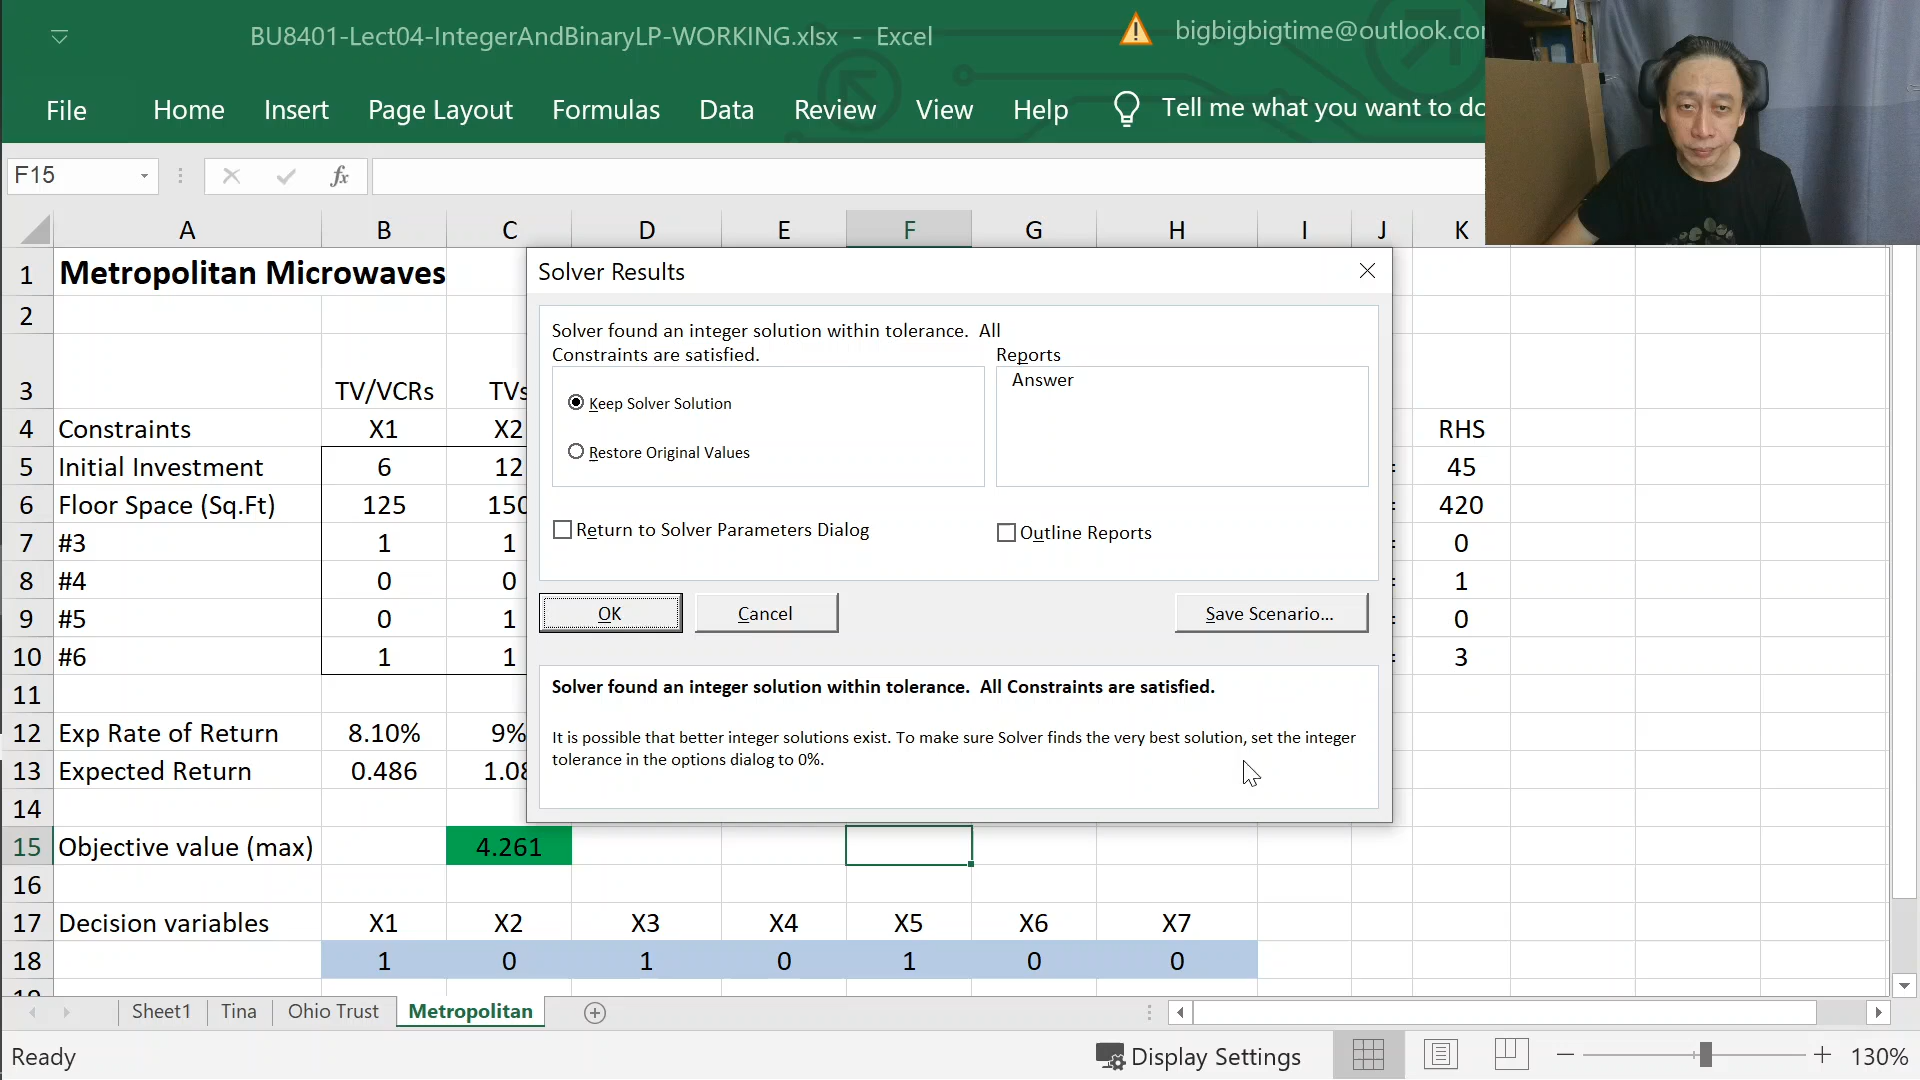 BU8401-Lect04-IntegerAndBinaryLP-WORKING.xlsx - Excel
bigbigbigtime@outlook.cor
File Home Insert Page Layout Formulas Data Review View Help Tell me what you want to do
F15 fx
A B C D E F G H I J K
1 Metropolitan Microwaves
2
3 TV/VCRs TVs
4 Constraints X1 X2 RHS
5 Initial Investment 6 12 45
6 Floor Space (Sq.Ft) 125 150 420
7 #3 1 1 0
8 #4 0 0 1
9 #5 0 1 0
10 #6 1 1 3
11
12 Exp Rate of Return 8.10% 9%
13 Expected Return 0.486 1.08
14
15 Objective value (max) 4.261
16
17 Decision variables X1 X2 X3 X4 X5 X6 X7
18 1 0 1 0 1 0 0
19
Solver Results
Solver found an integer solution within tolerance. All
Constraints are satisfied.
Reports
Answer
Keep Solver Solution
Restore Original Values
Return to Solver Parameters Dialog
Outline Reports
OK Cancel Save Scenario...
Solver found an integer solution within tolerance. All Constraints are satisfied.
It is possible that better integer solutions exist. To make sure Solver finds the very best solution, set the integer
tolerance in the options dialog to 0%.
Sheet1 Tina Ohio Trust Metropolitan
Ready Display Settings 130%